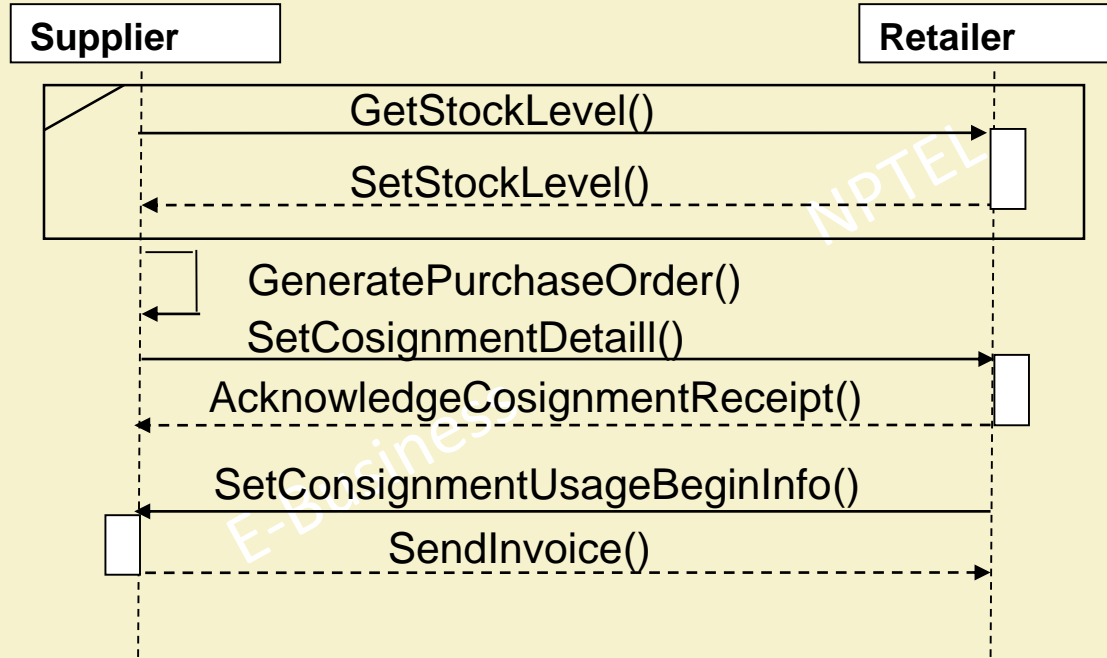 Supplier
Retailer
GetStockLevel()
SetStockLevel()
NPTEL
GeneratePurchaseOrder()
SetCosignmentDetaill()
AcknowledgeCosignmentReceipt()
E-Business
SetConsignmentUsageBeginInfo()
SendInvoice()